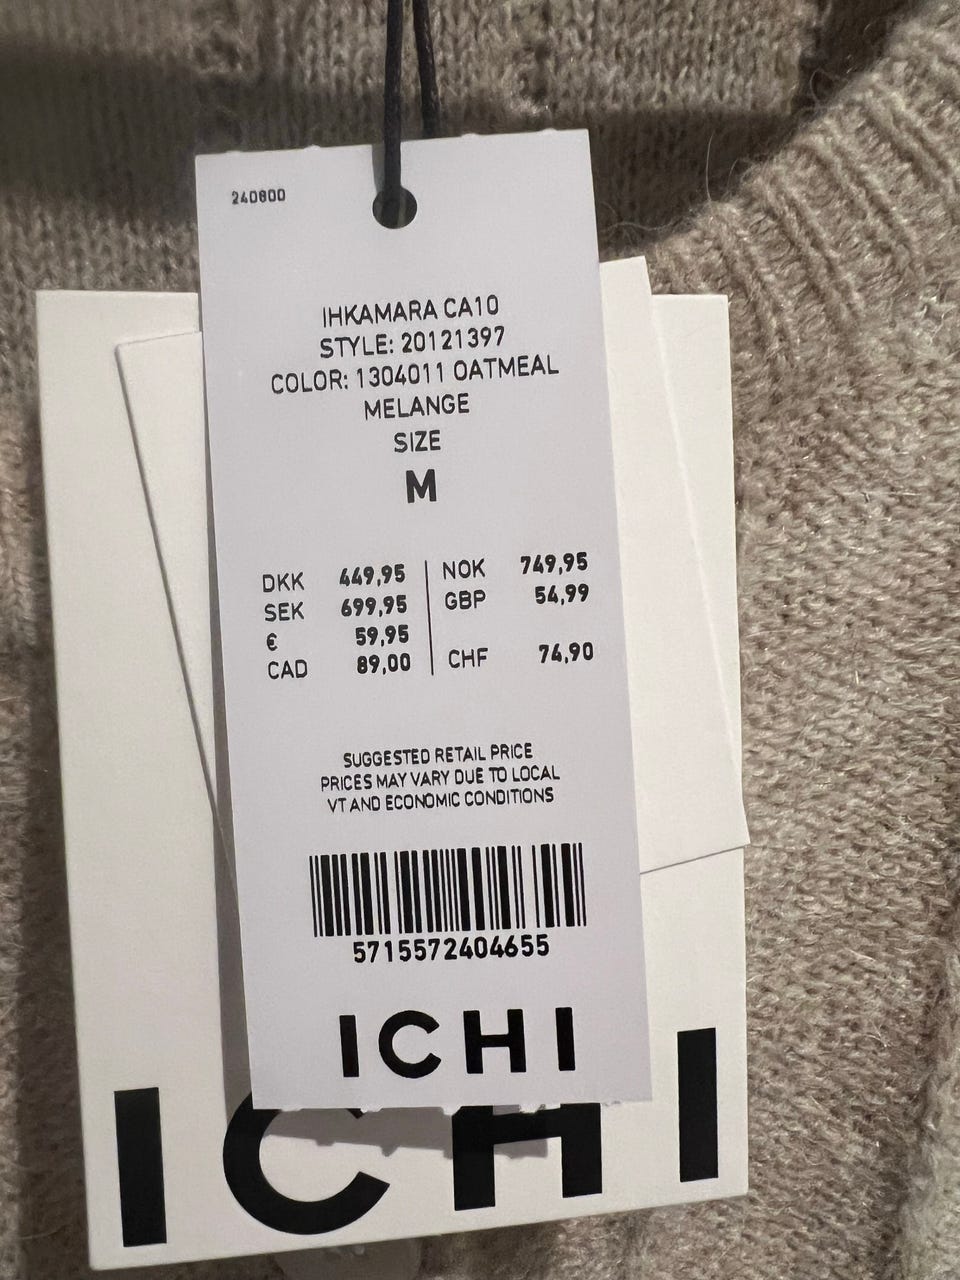 240800
IHKAMARA CA10
STYLE: 20121397
COLOR: 1304011 OATMEAL
MELANGE
SIZE
M
DKK 449,95 NOK 749,95
SEK 699,95 GBP 54,99
€ 59,95
CAD 89,00 CHF 74,90
SUGGESTED RETAIL PRICE
PRICES MAY VARY DUE TO LOCAL
VT AND ECONOMIC CONDITIONS
5715572404655
ICHI
ICHI